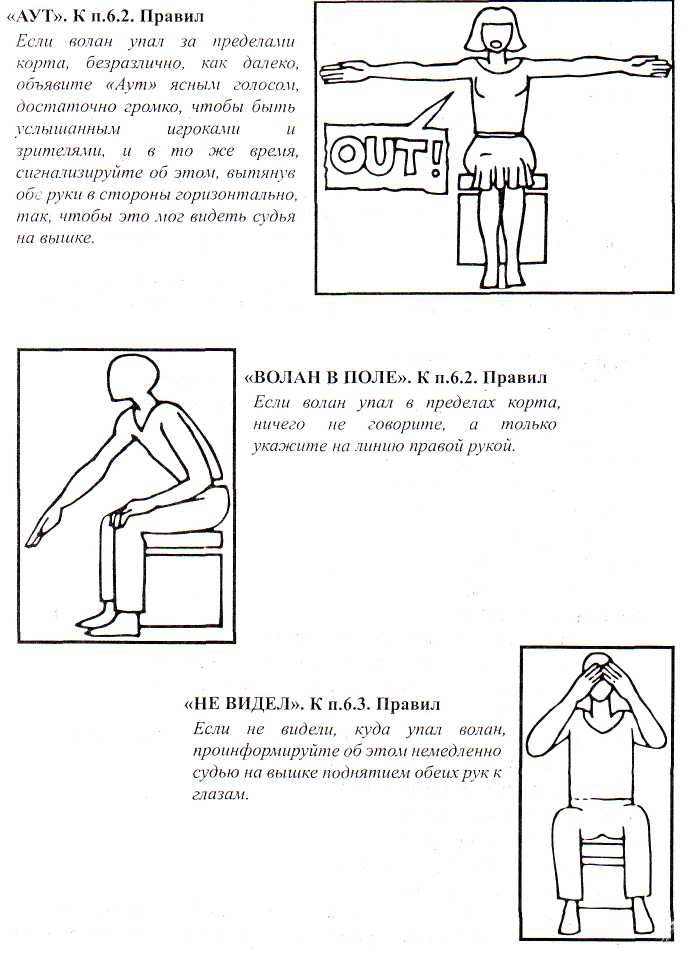 «АУТ». К п.6.2. Правил
Если волан упал за пределами
корта, безразлично, как далеко,
объявите «Аут» ясным голосом,
достаточно громко, чтобы быть
услышанным игроками и
зрителями, и в то же время,
сигнализируйте об этом, вытянув
обе руки в стороны горизонтально,
так, чтобы это мог видеть судья
на вышке.
OUT!
«ВОЛАН В ПОЛЕ». К п.6.2. Правил
Если волан упал в пределах корта,
ничего не говорите, а только
укажите на линию правой рукой.
«НЕ ВИДЕЛ». К п.6.3. Правил
Если не видели, куда упал волан,
проинформируйте об этом немедленно
судью на вышке поднятием обеих рук к
глазам.